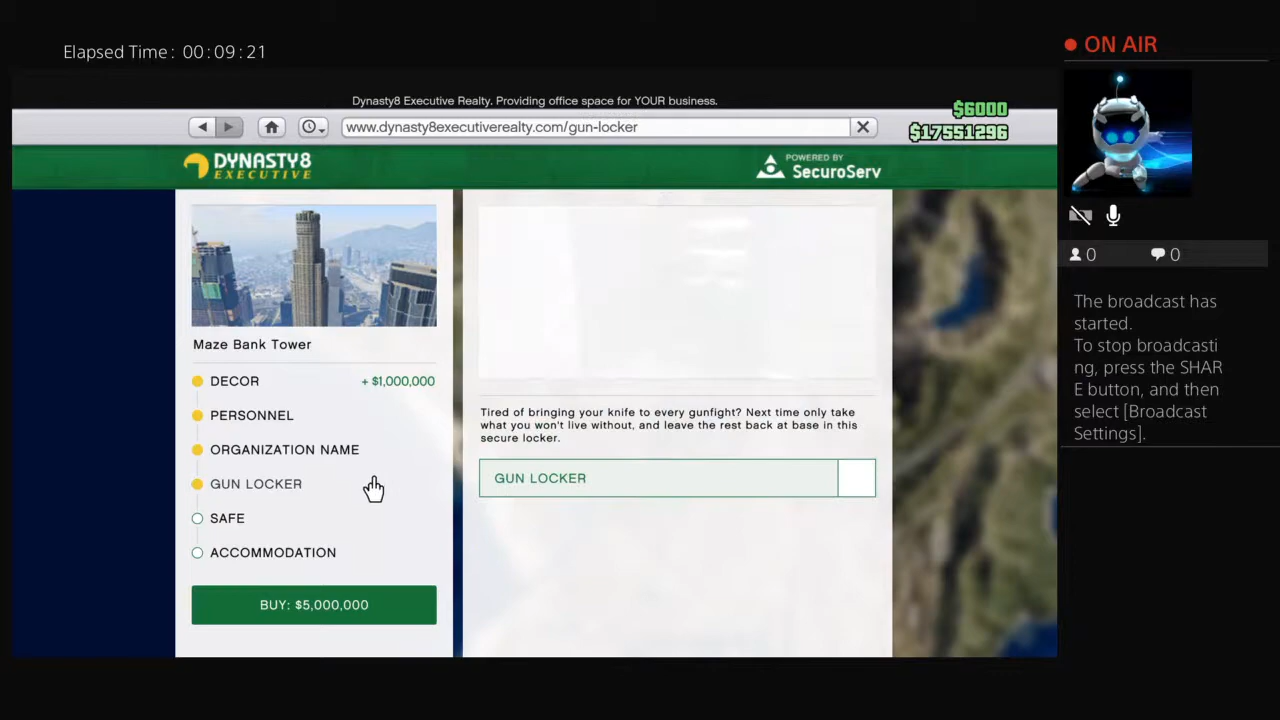 Elapsed Time: 00:09:21
ON AIR
Dynasty8 Executive Realty. Providing office space for YOUR business.
$6000
www.dynasty8executiverealty.com/gun-locker
$17551296
DYNASTY8
EXECUTIVE
POWERED BY
SecuroServ
0
0
Maze Bank Tower
DECOR + $1,000,000
PERSONNEL
ORGANIZATION NAME
GUN LOCKER
SAFE
ACCOMMODATION
BUY: $5,000,000
Tired of bringing your knife to every gunfight? Next time only take
what you won't live without, and leave the rest back at base in this
secure locker.
GUN LOCKER
The broadcast has
started.
To stop broadcasti
ng, press the SHAR
E button, and then
select [Broadcast
Settings].